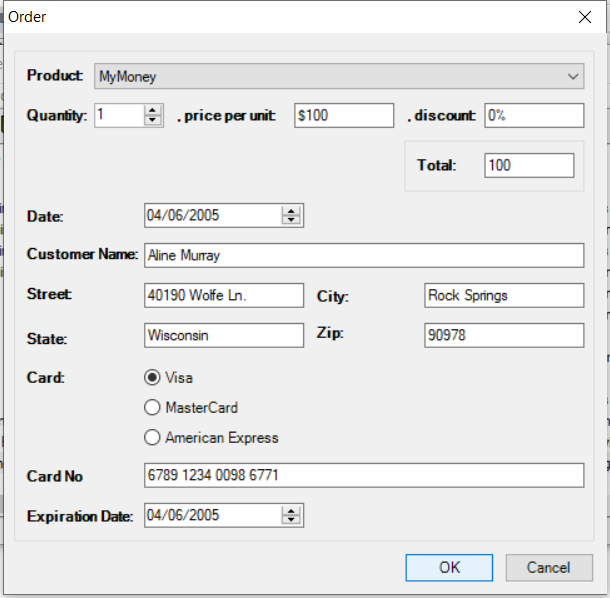 Order
Product: MyMoney
Quantity: 1 . price per unit: $100 . discount: 0%
Total: 100
Date: 04/06/2005
Customer Name: Aline Murray
Street: 40190 Wolfe Ln. City: Rock Springs
State: Wisconsin Zip: 90978
Card: Visa
MasterCard
American Express
Card No 6789 1234 0098 6771
Expiration Date: 04/06/2005
OK Cancel